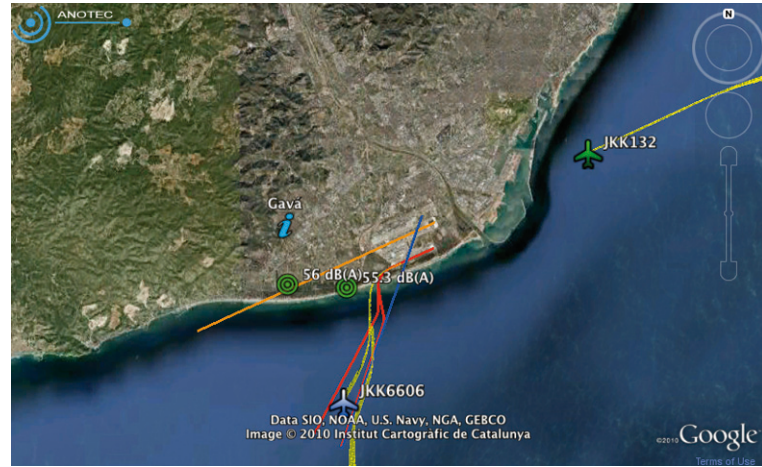 ANOTEC
N
JKK132
Gavá
56 dB(A)
55.3 dB(A)
JKK6606
Data SIO, NOAA, U.S. Navy, NGA, GEBCO
Image © 2010 Institut Cartogràfic de Catalunya
©2010 Google
Terms of Use